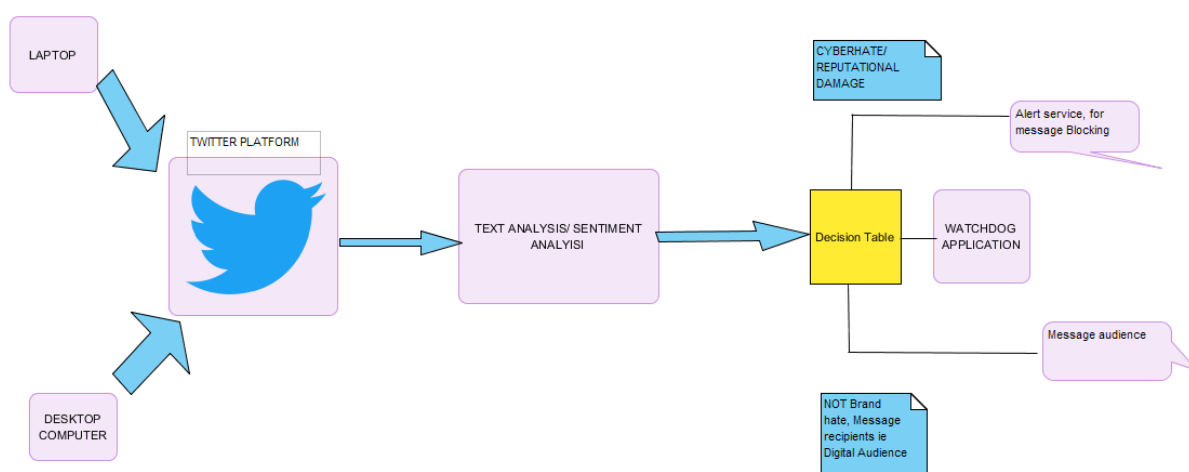 LAPTOP
TWITTER PLATFORM
DESKTOP
COMPUTER
TEXT ANALYSIS/ SENTIMENT
ANALYISI
CYBERHATE/
REPUTATIONAL
DAMAGE
Alert service, for
message Blocking
Decision Table
WATCHDOG
APPLICATION
Message audience
NOT Brand
hate, Message
recipients ie
Digital Audience